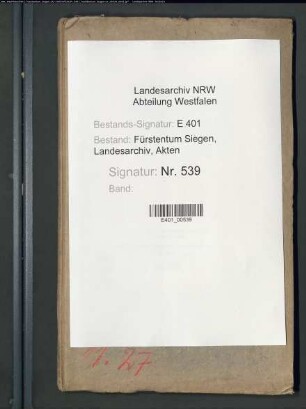 Landesarchiv NRW
Abteilung Westfalen
Bestands-Signatur: E 401
Bestand: Fürstentum Siegen,
Landesarchiv, Akten
Signatur: Nr. 539
Band:
E401_00539